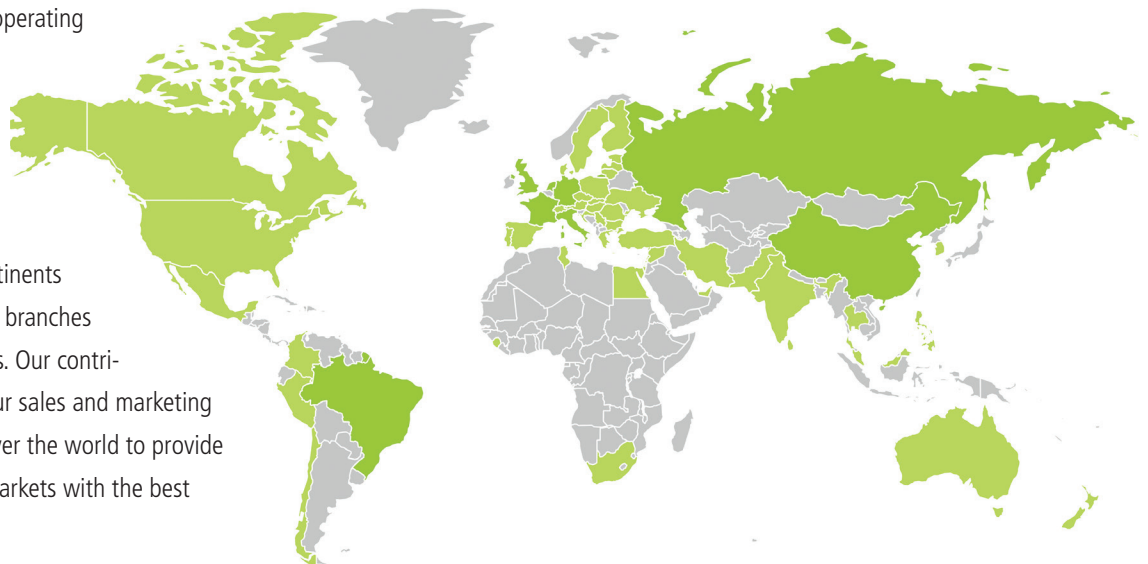 operating
tinents
branches
s. Our contri-
ur sales and marketing
ver the world to provide
arkets with the best